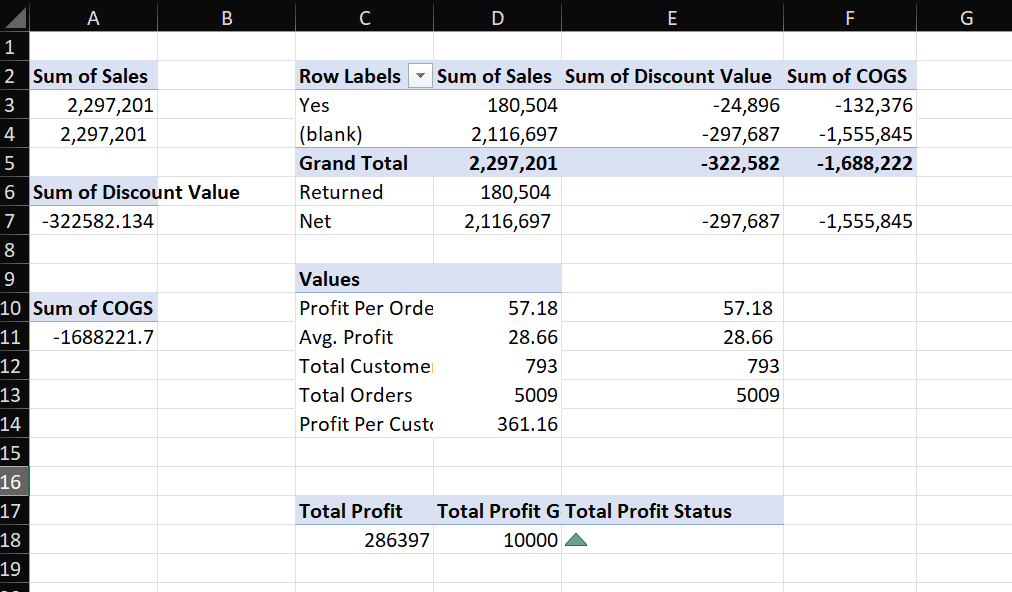 A B C D E F G
1
2 Sum of Sales Row Labels Sum of Sales Sum of Discount Value Sum of COGS
3 2,297,201 Yes 180,504 -24,896 -132,376
4 2,297,201 (blank) 2,116,697 -297,687 -1,555,845
5 Grand Total 2,297,201 -322,582 -1,688,222
6 Sum of Discount Value Returned 180,504
7 -322582.134 Net 2,116,697 -297,687 -1,555,845
8
9 Values
10 Sum of COGS Profit Per Orde 57.18 57.18
11 -1688221.7 Avg. Profit 28.66 28.66
12 Total Custome 793 793
13 Total Orders 5009 5009
14 Profit Per Custo 361.16
15
16
17 Total Profit Total Profit G Total Profit Status
18 286397 10000
19